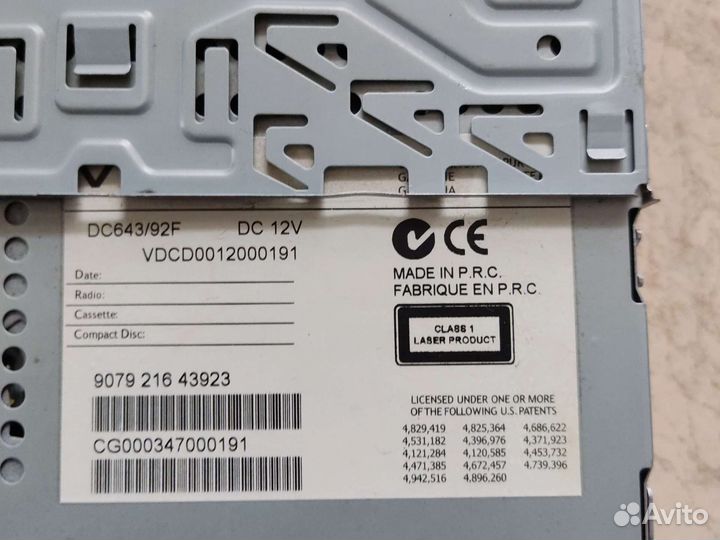 DC643/92F DC 12V
VDCD0012000191
Date:
Radio:
Cassette:
Compact Disc:
9079 216 43923
CG000347000191
CE
MADE IN P.R.C.
FABRIQUE EN P.R.C.
CLASS 1
LASER PRODUCT
LICENSED UNDER ONE OR MORE
OF THE FOLLOWING U.S. PATENTS
4,829,419 4,825,364 4,686,622
4,531,182 4,396,976 4,371,923
4,121,284 4,120,585 4,453,732
4,471,385 4,672,457 4.739,396
4,942,516 4,896.260
Avito